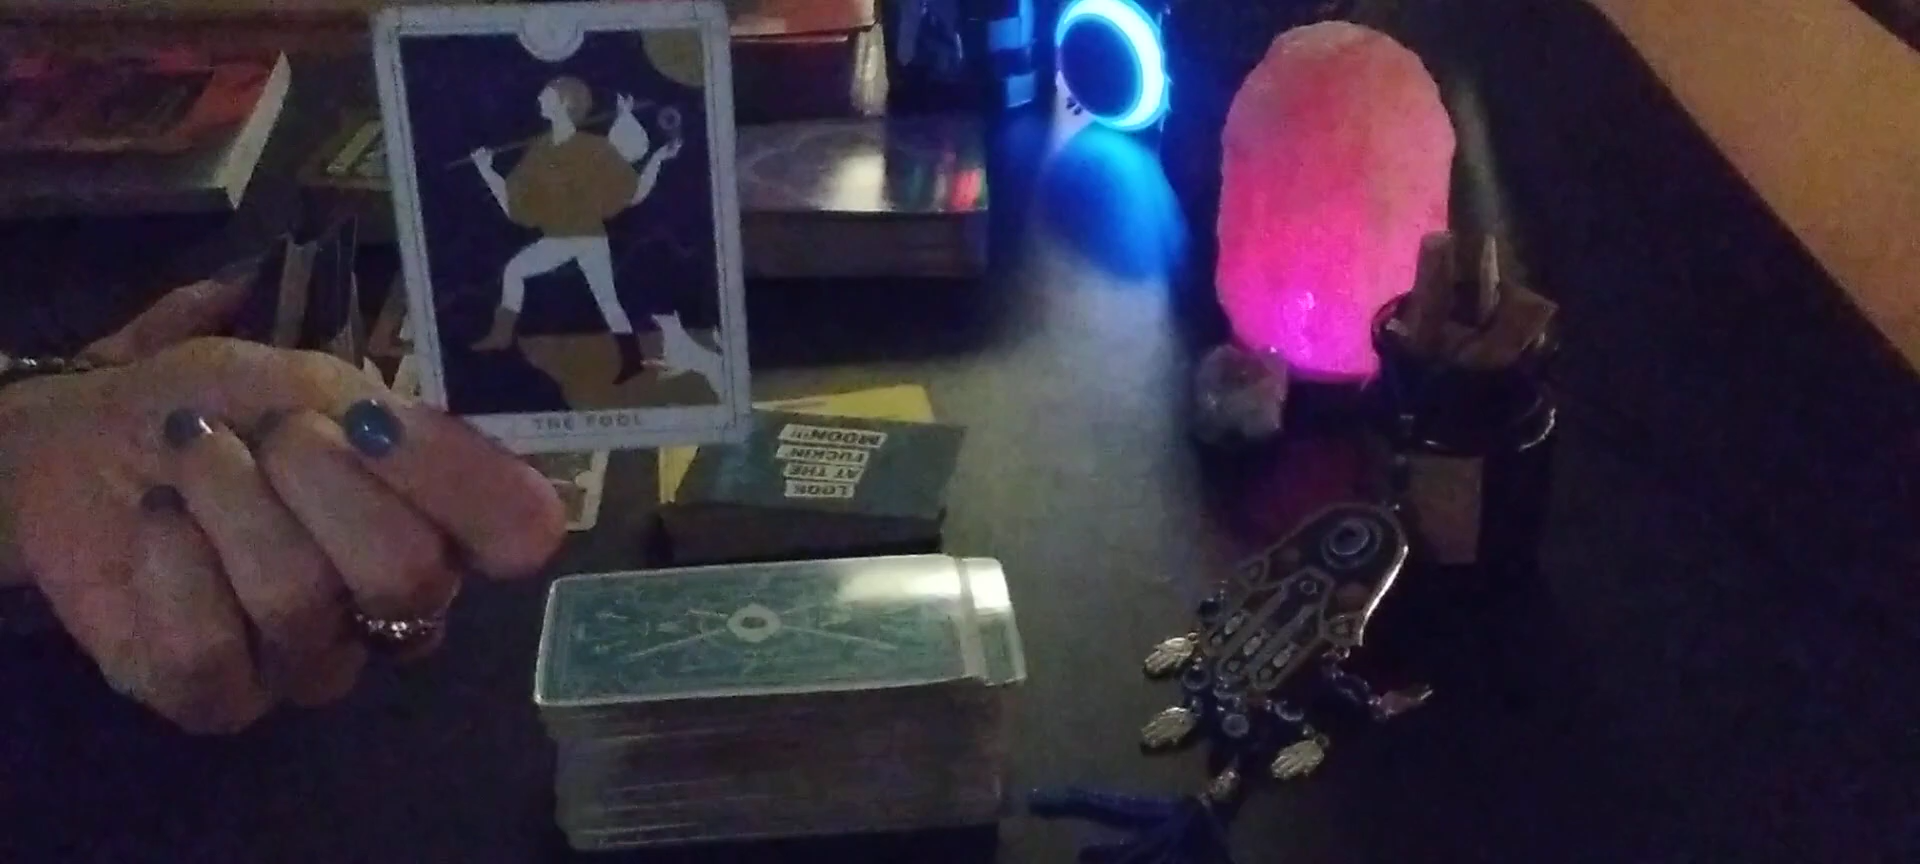 THE FOOL
LOOK
AT THE
FUCKIN'
MOON!!!